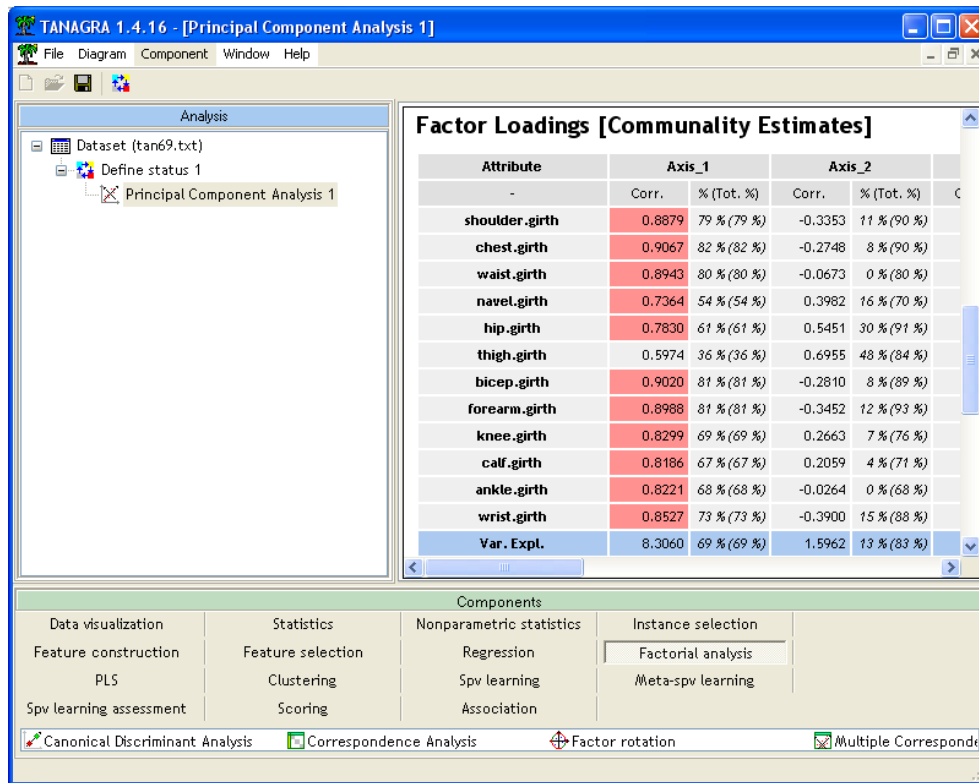 TANAGRA 1.4.16 - [Principal Component Analysis 1]
File Diagram Component Window Help
Analysis
Dataset (tan69.txt)
Define status 1
Principal Component Analysis 1
Factor Loadings [Communality Estimates]
Attribute Axis_1 Axis_2
- Corr. % (Tot. %) Corr. % (Tot. %)
shoulder.girth 0.8879 79 % (79 %) -0.3353 11 % (90 %)
chest.girth 0.9067 82 % (82 %) -0.2748 8 % (90 %)
waist.girth 0.8943 80 % (80 %) -0.0673 0 % (80 %)
navel.girth 0.7364 54 % (54 %) 0.3982 16 % (70 %)
hip.girth 0.7830 61 % (61 %) 0.5451 30 % (91 %)
thigh.girth 0.5974 36 % (36 %) 0.6955 48 % (84 %)
bicep.girth 0.9020 81 % (81 %) -0.2810 8 % (89 %)
forearm.girth 0.8988 81 % (81 %) -0.3452 12 % (93 %)
knee.girth 0.8299 69 % (69 %) 0.2663 7 % (76 %)
calf.girth 0.8186 67 % (67 %) 0.2059 4 % (71 %)
ankle.girth 0.8221 68 % (68 %) -0.0264 0 % (68 %)
wrist.girth 0.8527 73 % (73 %) -0.3900 15 % (88 %)
Var. Expl. 8.3060 69 % (69 %) 1.5962 13 % (83 %)
Components
Data visualization Statistics Nonparametric statistics Instance selection
Feature construction Feature selection Regression Factorial analysis
PLS Clustering Spv learning Meta-spv learning
Spv learning assessment Scoring Association
Canonical Discriminant Analysis Correspondence Analysis Factor rotation Multiple Corresponde